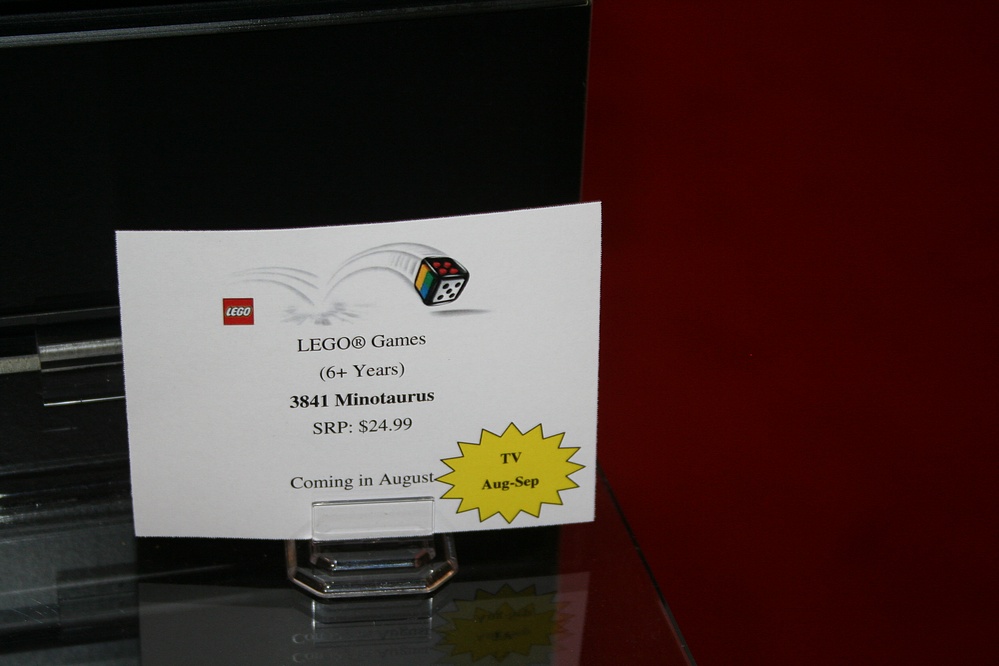 LEGO
LEGO® Games
(6+ Years)
3841 Minotaurus
SRP: $24.99
Coming in August
TV
Aug-Sep